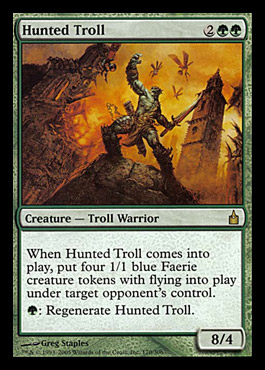 Hunted Troll 2
Creature — Troll Warrior
When Hunted Troll comes into
play, put four 1/1 blue Faerie
creature tokens with flying into play
under target opponent's control.
: Regenerate Hunted Troll.
Greg Staples
8/4